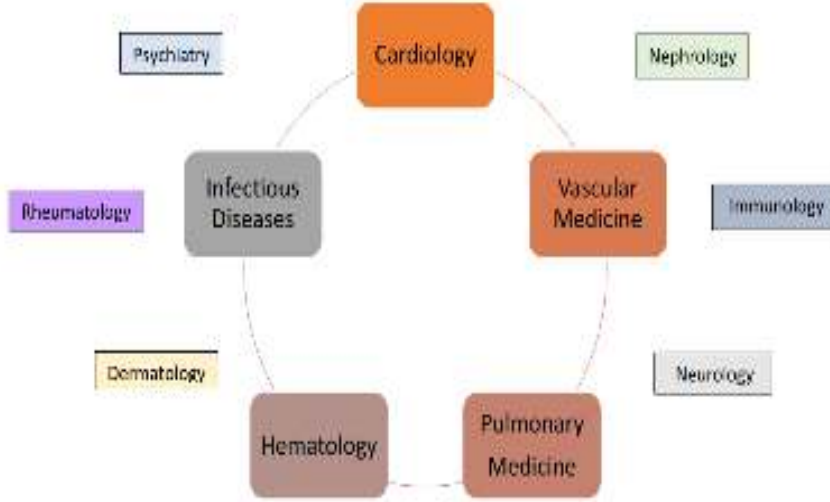 Cardiology
Psychiatry
Nephrology
Infectious
Diseases
Vascular
Medicine
Rheumatology
Immunology
Dermatology
Neurology
Hematology
Pulmonary
Medicine